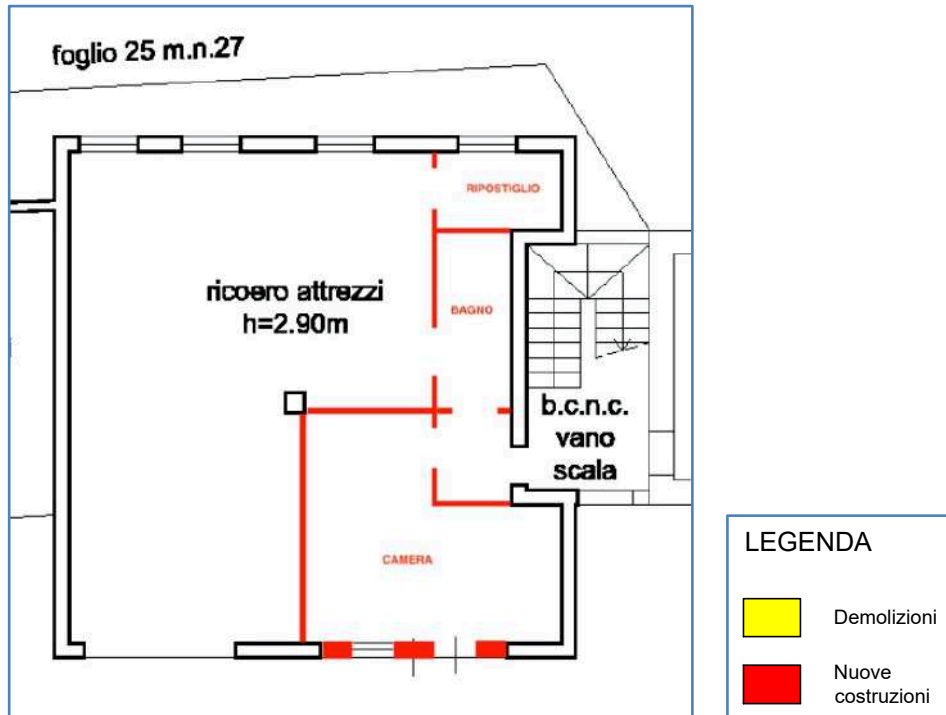 foglio 25 m.n.27
RIPOSTIGLIO
ricoero attrezzi
h=2.90m
BAGNO
b.c.n.c.
vano
scala
CAMERA
LEGENDA
Demolizioni
Nuove
costruzioni